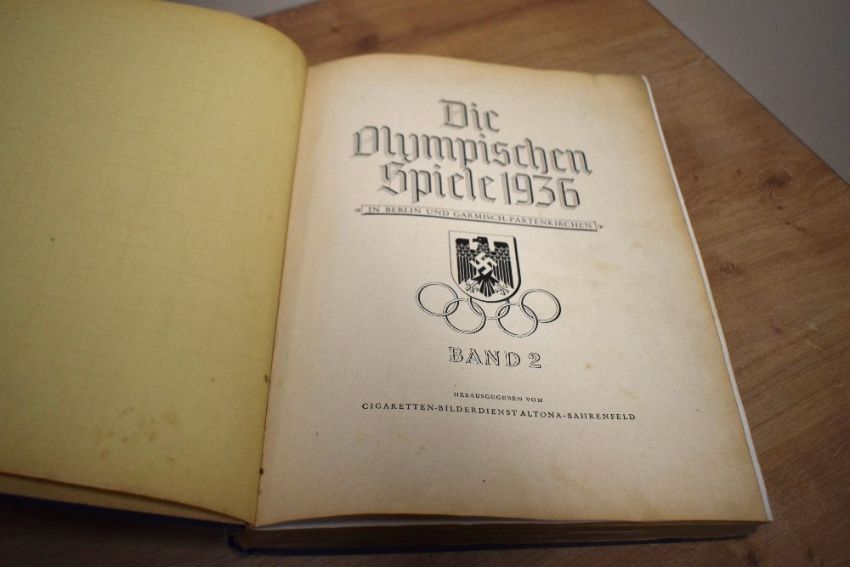 Die
Olympischen
Spiele 1936
IN BERLIN UND GARMISCH-PARTENKIRCHEN
BAND 2
HERAUSGEGEBEN VOM
CIGARETTEN-BILDERDIENST ALTONA-BAHRENFELD